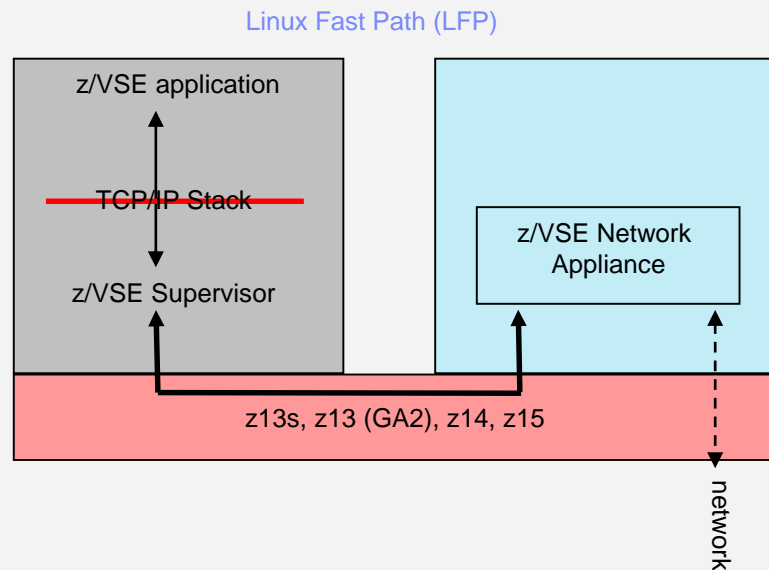 Linux Fast Path (LFP)
z/VSE application
TCP/IP Stack
z/VSE Supervisor
z/VSE Network
Appliance
z13s, z13 (GA2), z14, z15
network